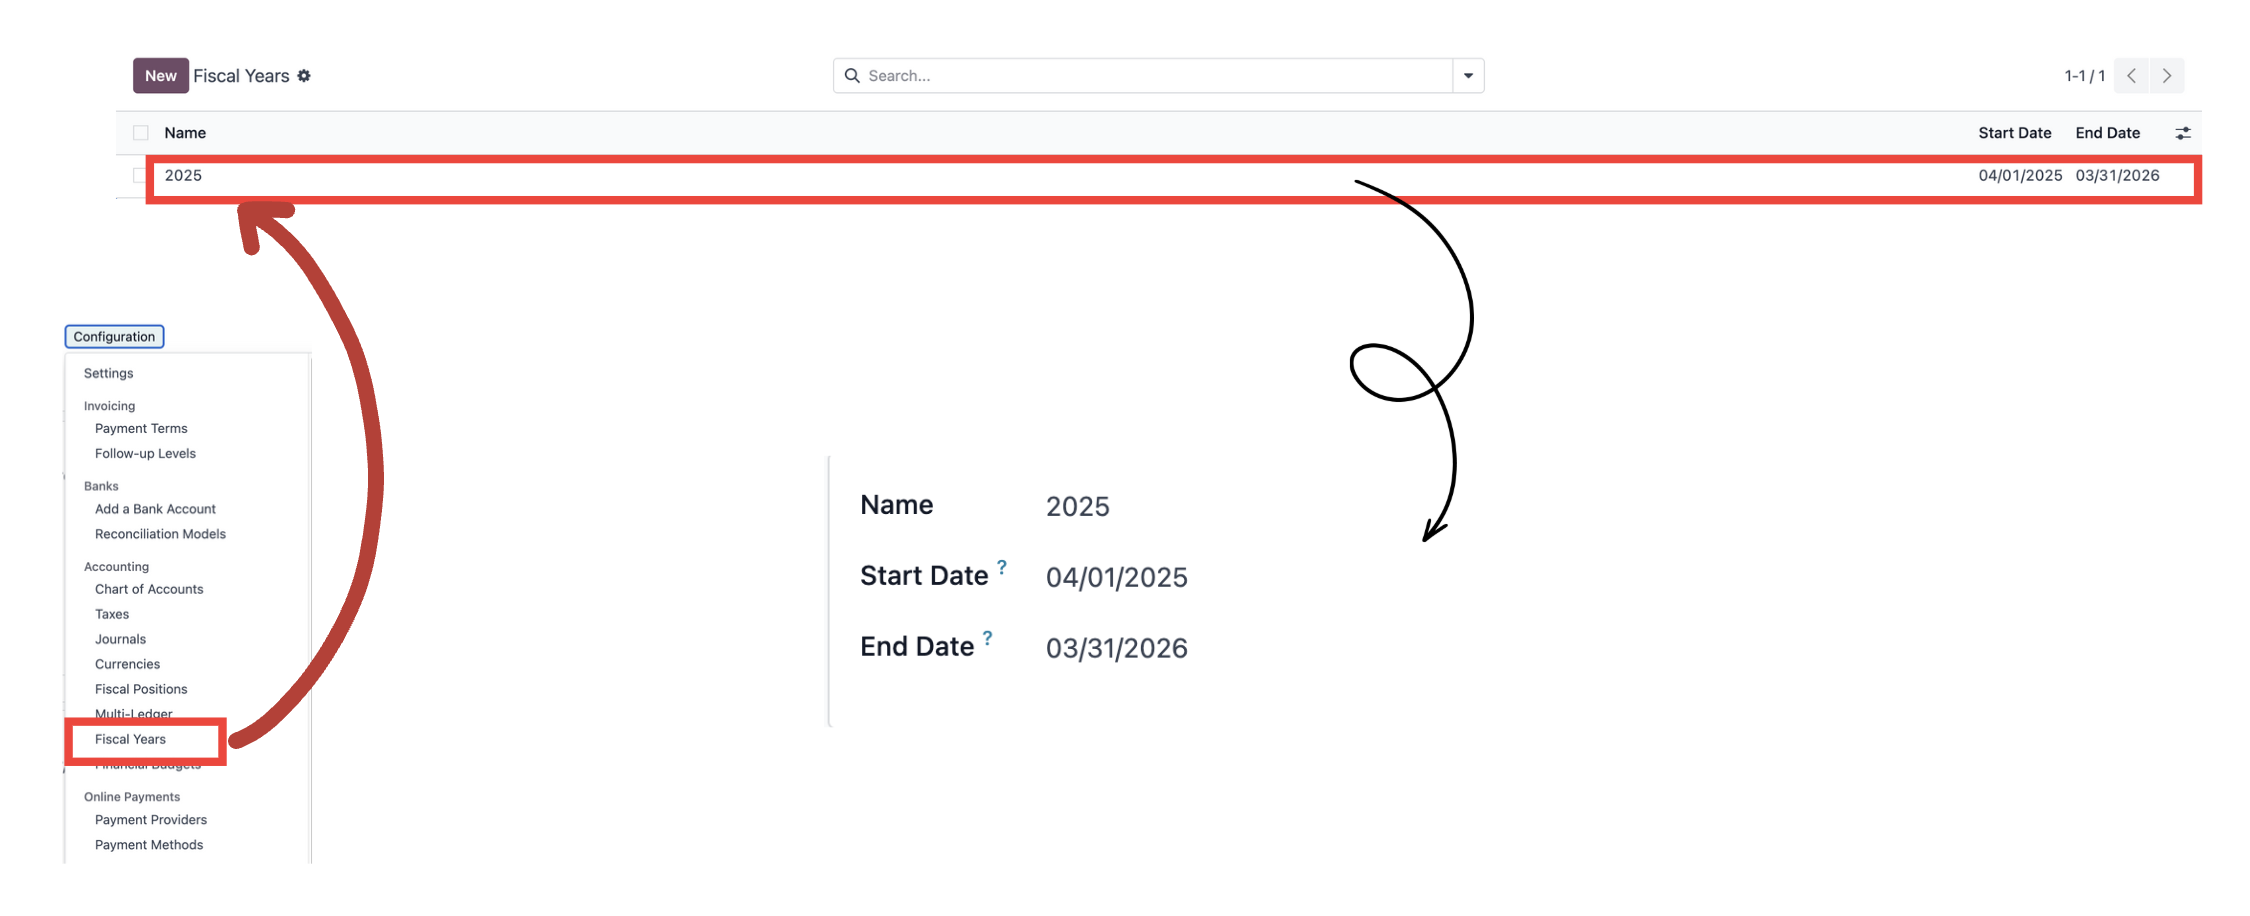 New Fiscal Years
Search...
1-1 / 1
Name Start Date End Date
2025 04/01/2025 03/31/2026
Configuration
Settings
Invoicing
Payment Terms
Follow-up Levels
Banks
Add a Bank Account
Reconciliation Models
Accounting
Chart of Accounts
Taxes
Journals
Currencies
Fiscal Positions
Multi-Ledger
Fiscal Years
Financial Budgets
Online Payments
Payment Providers
Payment Methods
Name 2025
Start Date ? 04/01/2025
End Date ? 03/31/2026